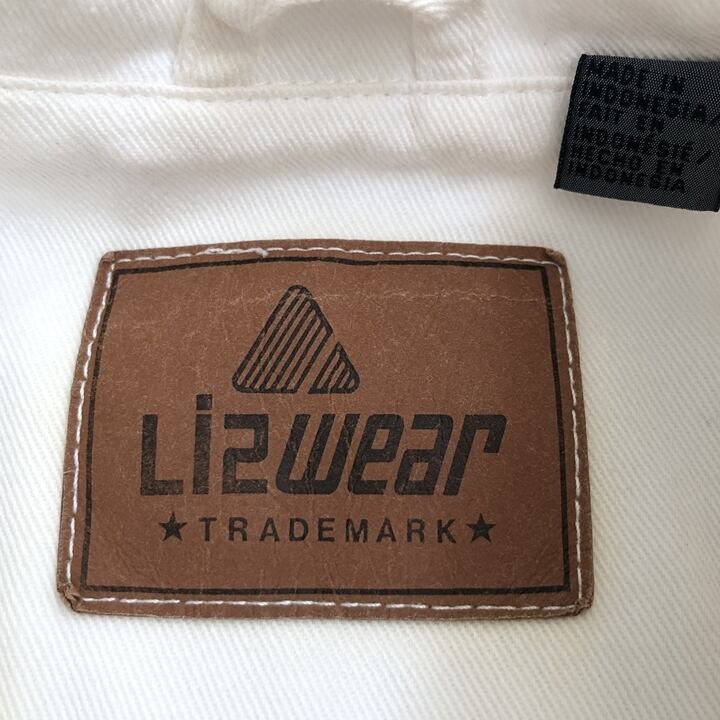 MADE IN
INDONESIA/
FAIT EN
INDONÉSIE/
HECHO EN
INDONESIA
Lizwear
★TRADEMARK★